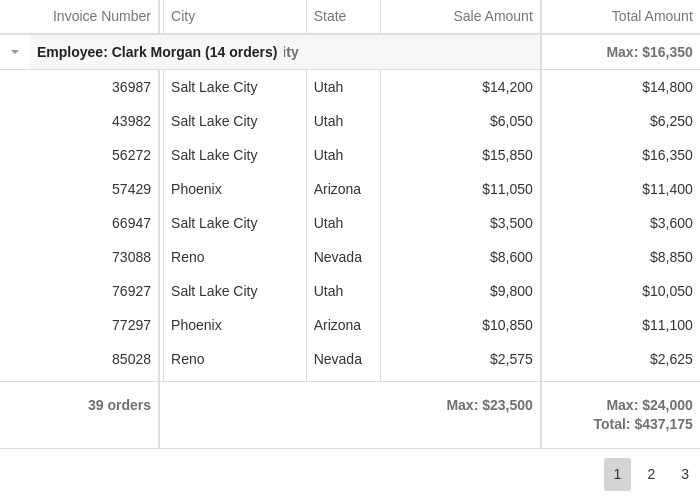 Invoice Number City State Sale Amount Total Amount
Employee: Clark Morgan (14 orders) ity Max: $16,350
36987 Salt Lake City Utah $14,200 $14,800
43982 Salt Lake City Utah $6,050 $6,250
56272 Salt Lake City Utah $15,850 $16,350
57429 Phoenix Arizona $11,050 $11,400
66947 Salt Lake City Utah $3,500 $3,600
73088 Reno Nevada $8,600 $8,850
76927 Salt Lake City Utah $9,800 $10,050
77297 Phoenix Arizona $10,850 $11,100
85028 Reno Nevada $2,575 $2,625
39 orders Max: $23,500 Max: $24,000
Total: $437,175
1 2 3